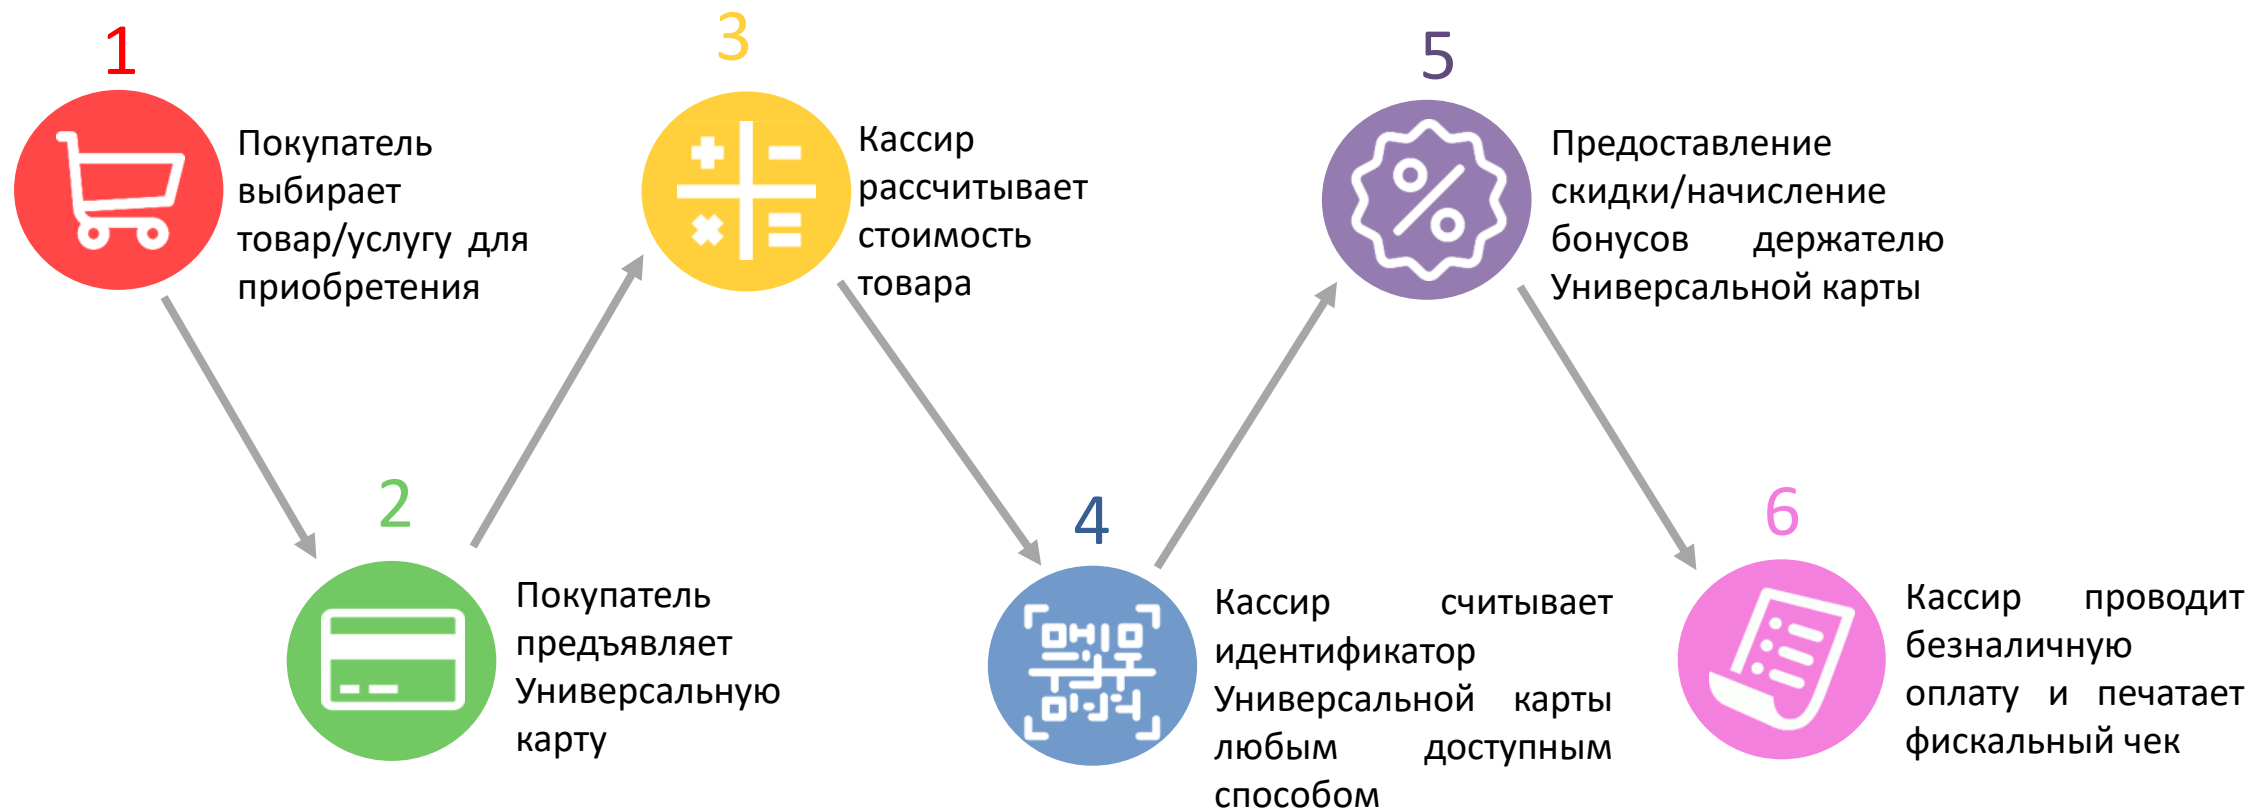 1
Покупатель
выбирает
товар/услугу для
приобретения
2
Покупатель
предъявляет
Универсальную
карту
3
Кассир
рассчитывает
стоимость
товара
4
Кассир считывает
идентификатор
Универсальной карты
любым доступным
способом
5
Предоставление
скидки/начисление
бонусов держателю
Универсальной карты
6
Кассир проводит
безналичную
оплату и печатает
фискальный чек